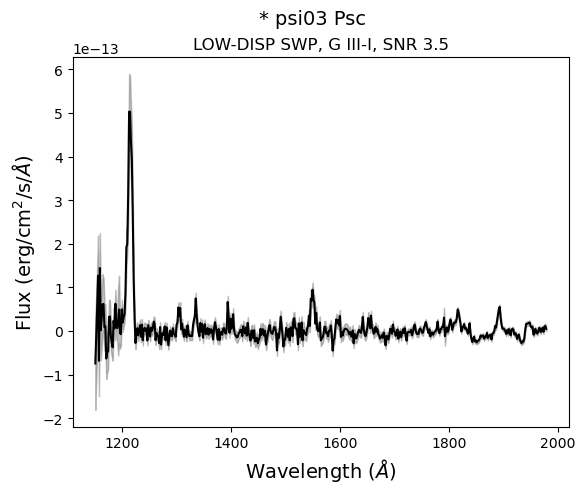 * psi03 Psc
LOW-DISP SWP, G III-I, SNR 3.5
1e−13
6
5
4
3
2
1
0
−1
−2
Flux (erg/cm²/s/Å)
1200 1400 1600 1800 2000
Wavelength (Å)